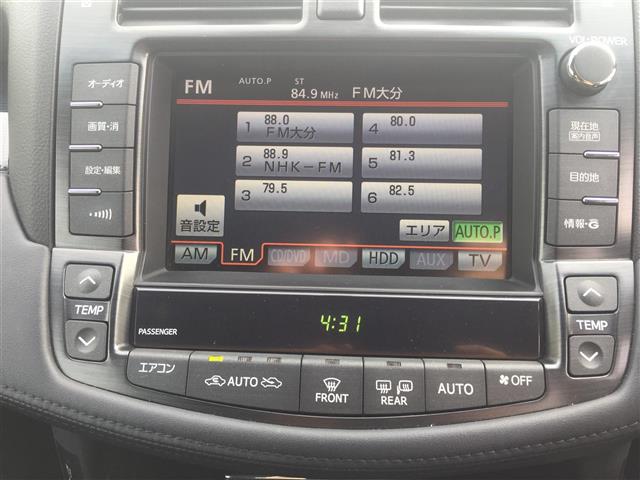 VOL・POWER
オーディオ
画質・消
設定・編集
FM
AUTO.P
ST
84.9 MHz
FM大分
1 88.0 FM大分
4 80.0
2 88.9 NHK-FM
5 81.3
3 79.5
6 82.5
音設定
エリア
AUTO.P
AM
FM
CD/DVD
MD
HDD
AUX
TV
現在地
案内音声
目的地
情報・G
TEMP
PASSENGER
4:31
TEMP
エアコン
AUTO
FRONT
REAR
AUTO
OFF